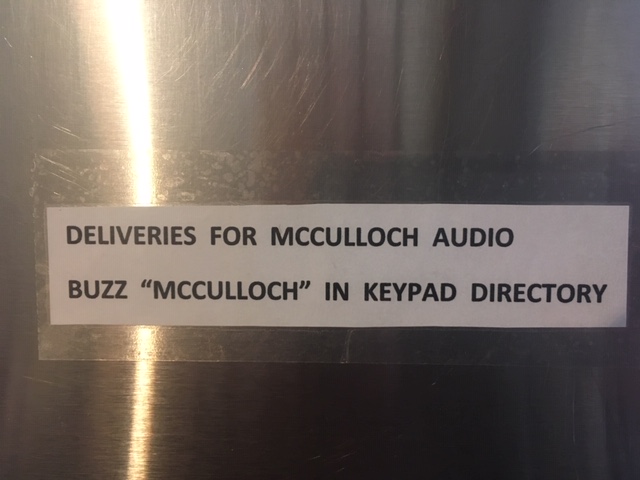 DELIVERIES FOR MCCULLOCH AUDIO
BUZZ “MCCULLOCH” IN KEYPAD DIRECTORY